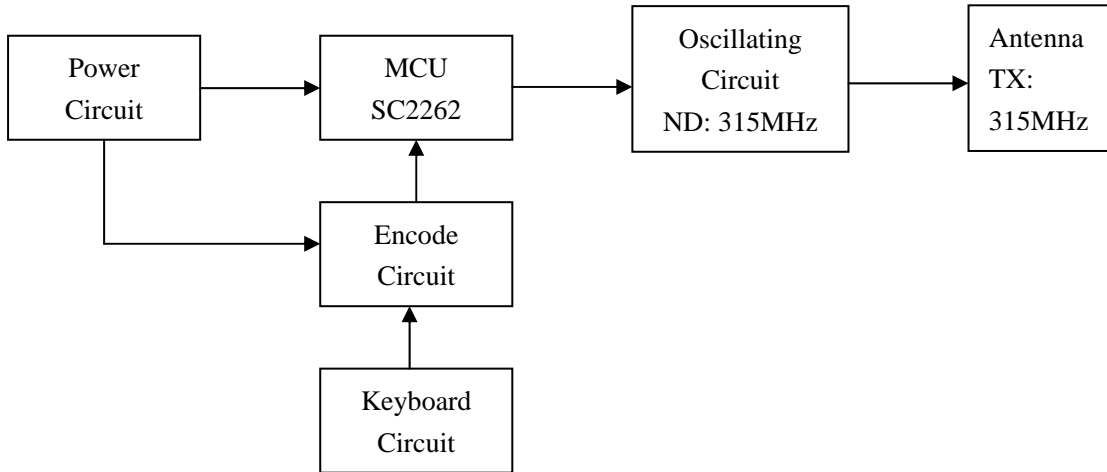 Power
Circuit
MCU
SC2262
Oscillating
Circuit
ND: 315MHz
Antenna
TX:
315MHz
Encode
Circuit
Keyboard
Circuit